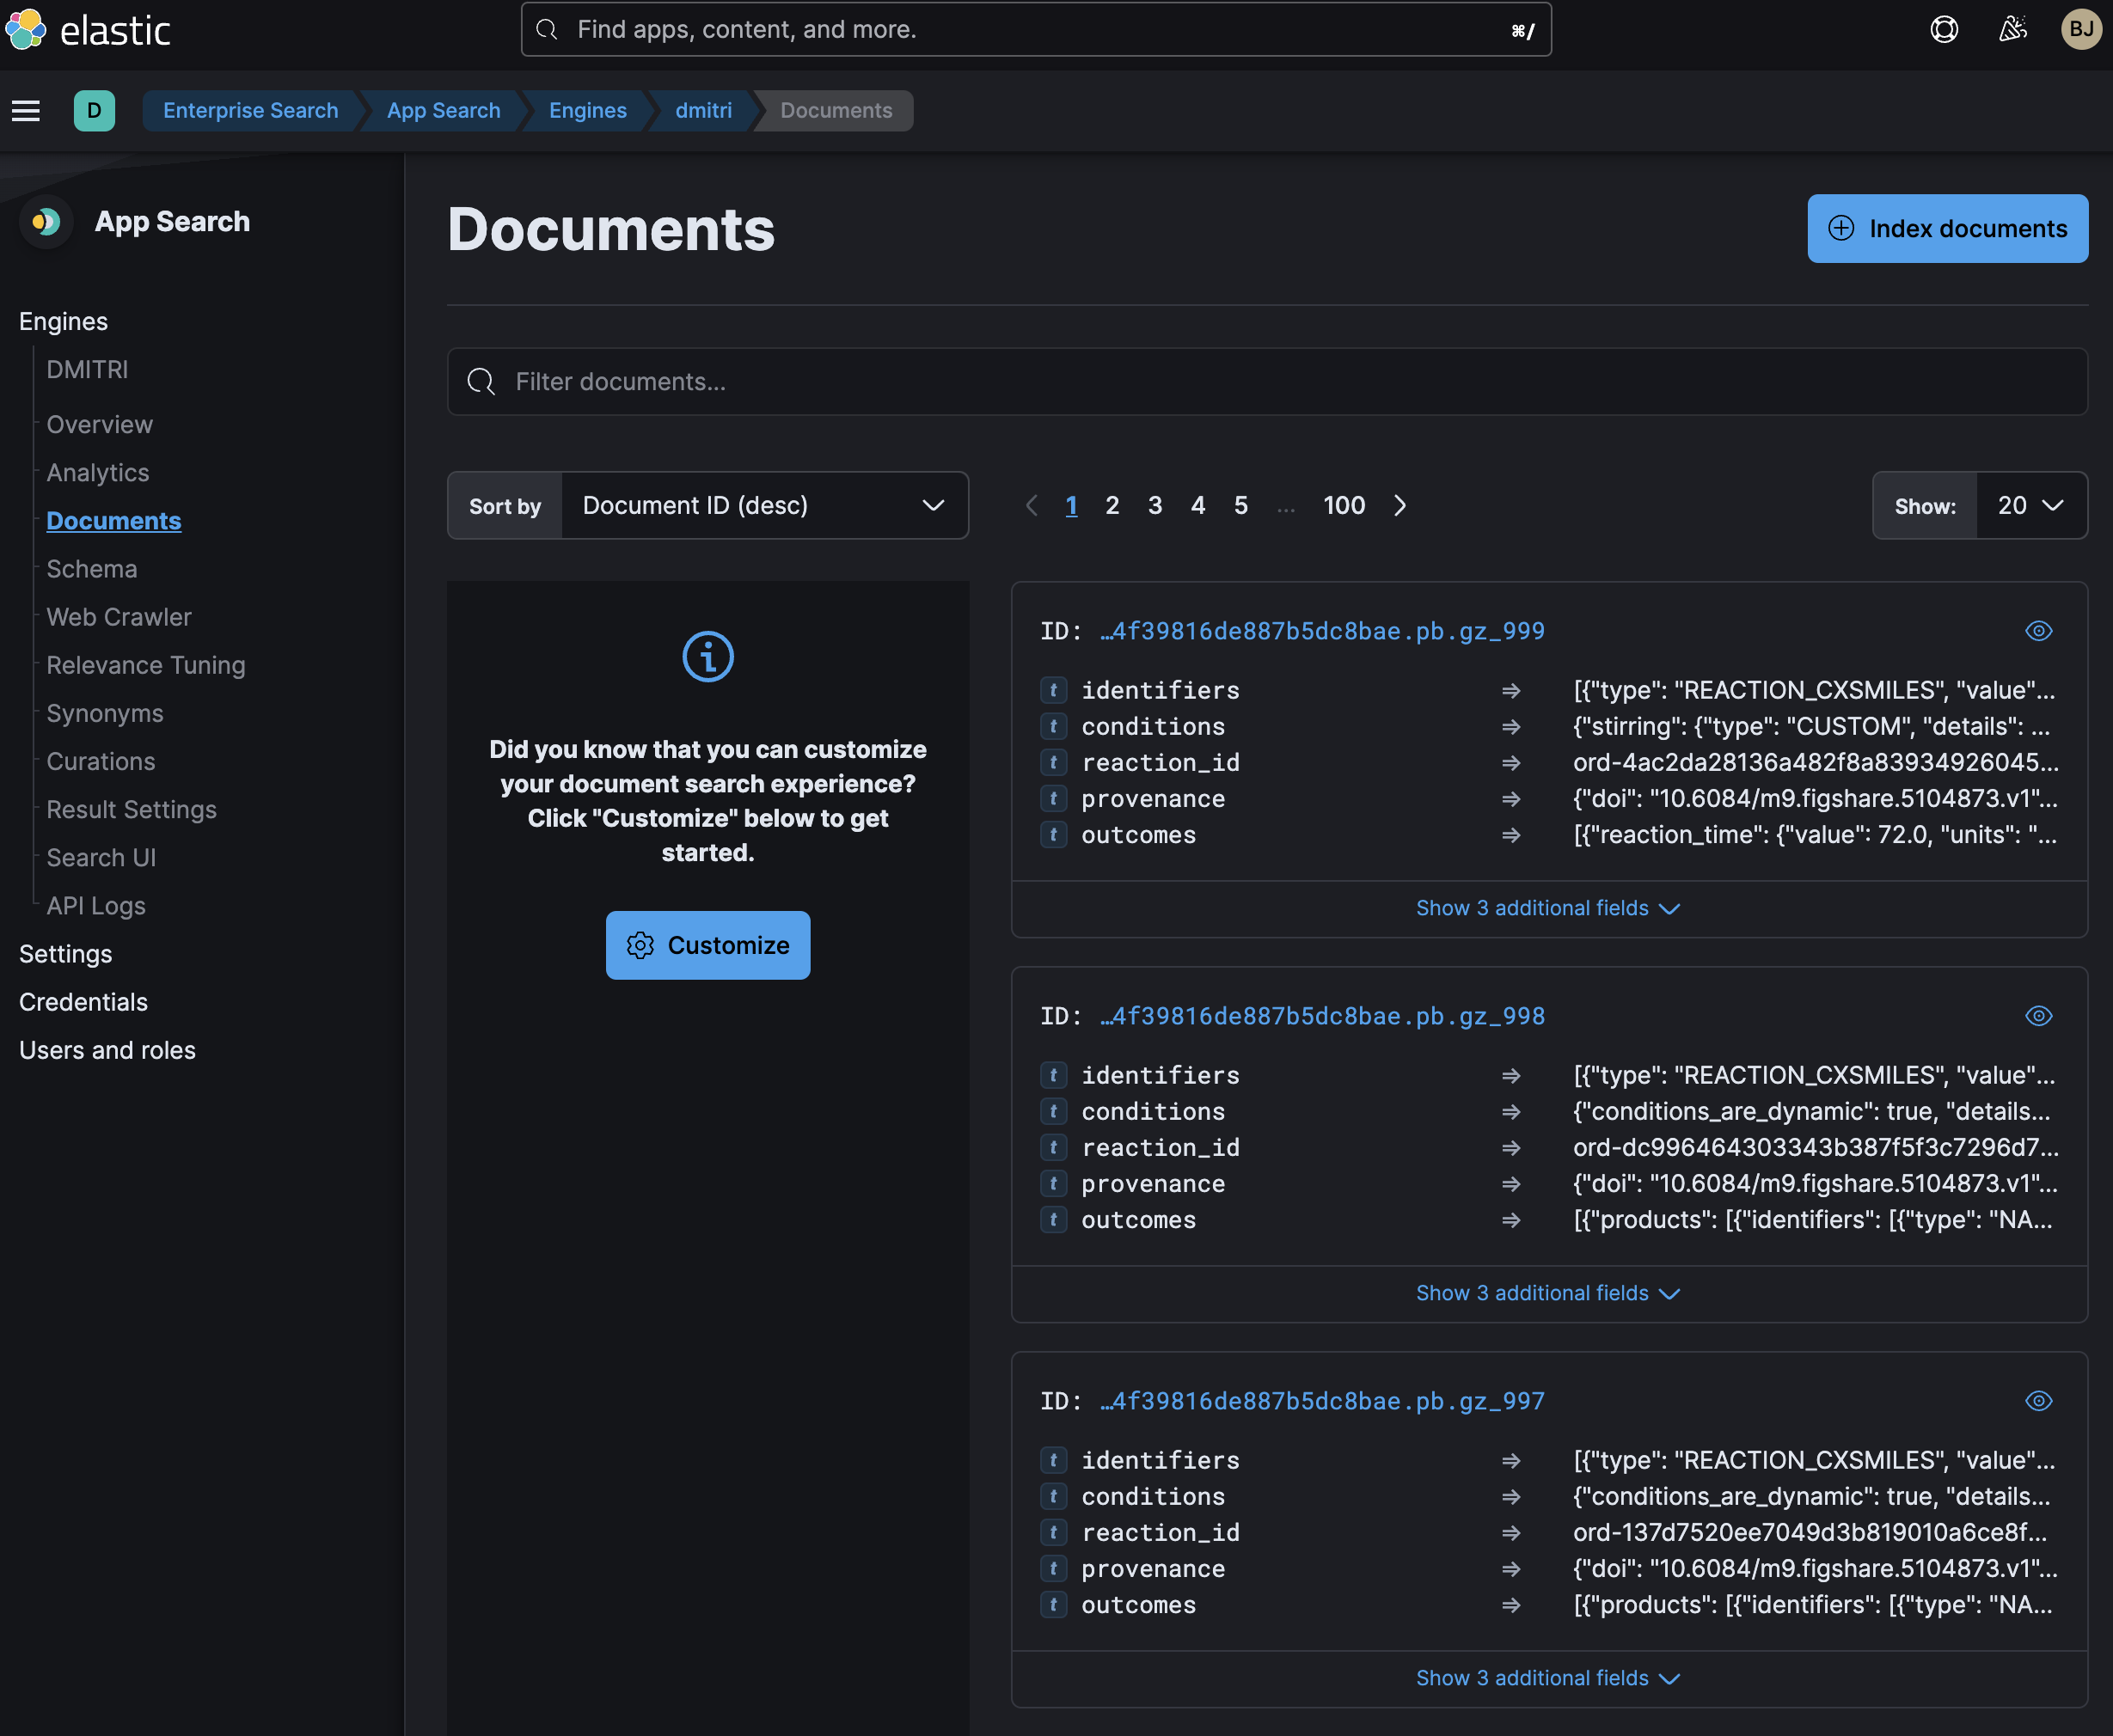 elastic
Find apps, content, and more.
⌘/
BJ
D
Enterprise Search
App Search
Engines
dmitri
Documents
App Search
Engines
DMITRI
Overview
Analytics
Documents
Schema
Web Crawler
Relevance Tuning
Synonyms
Curations
Result Settings
Search UI
API Logs
Settings
Credentials
Users and roles
Documents
Index documents
Filter documents...
Sort by Document ID (desc)
1 2 3 4 5 ... 100
Show: 20
Did you know that you can customize
your document search experience?
Click "Customize" below to get
started.
Customize
ID: …4f39816de887b5dc8bae.pb.gz_999
t identifiers ⇒ [{"type": "REACTION_CXSMILES", "value"...
t conditions ⇒ {"stirring": {"type": "CUSTOM", "details": ...
t reaction_id ⇒ ord-4ac2da28136a482f8a83934926045...
t provenance ⇒ {"doi": "10.6084/m9.figshare.5104873.v1"...
t outcomes ⇒ [{"reaction_time": {"value": 72.0, "units": "...
Show 3 additional fields
ID: …4f39816de887b5dc8bae.pb.gz_998
t identifiers ⇒ [{"type": "REACTION_CXSMILES", "value"...
t conditions ⇒ {"conditions_are_dynamic": true, "details...
t reaction_id ⇒ ord-dc996464303343b387f5f3c7296d7...
t provenance ⇒ {"doi": "10.6084/m9.figshare.5104873.v1"...
t outcomes ⇒ [{"products": [{"identifiers": [{"type": "NA...
Show 3 additional fields
ID: …4f39816de887b5dc8bae.pb.gz_997
t identifiers ⇒ [{"type": "REACTION_CXSMILES", "value"...
t conditions ⇒ {"conditions_are_dynamic": true, "details...
t reaction_id ⇒ ord-137d7520ee7049d3b819010a6ce8f...
t provenance ⇒ {"doi": "10.6084/m9.figshare.5104873.v1"...
t outcomes ⇒ [{"products": [{"identifiers": [{"type": "NA...
Show 3 additional fields